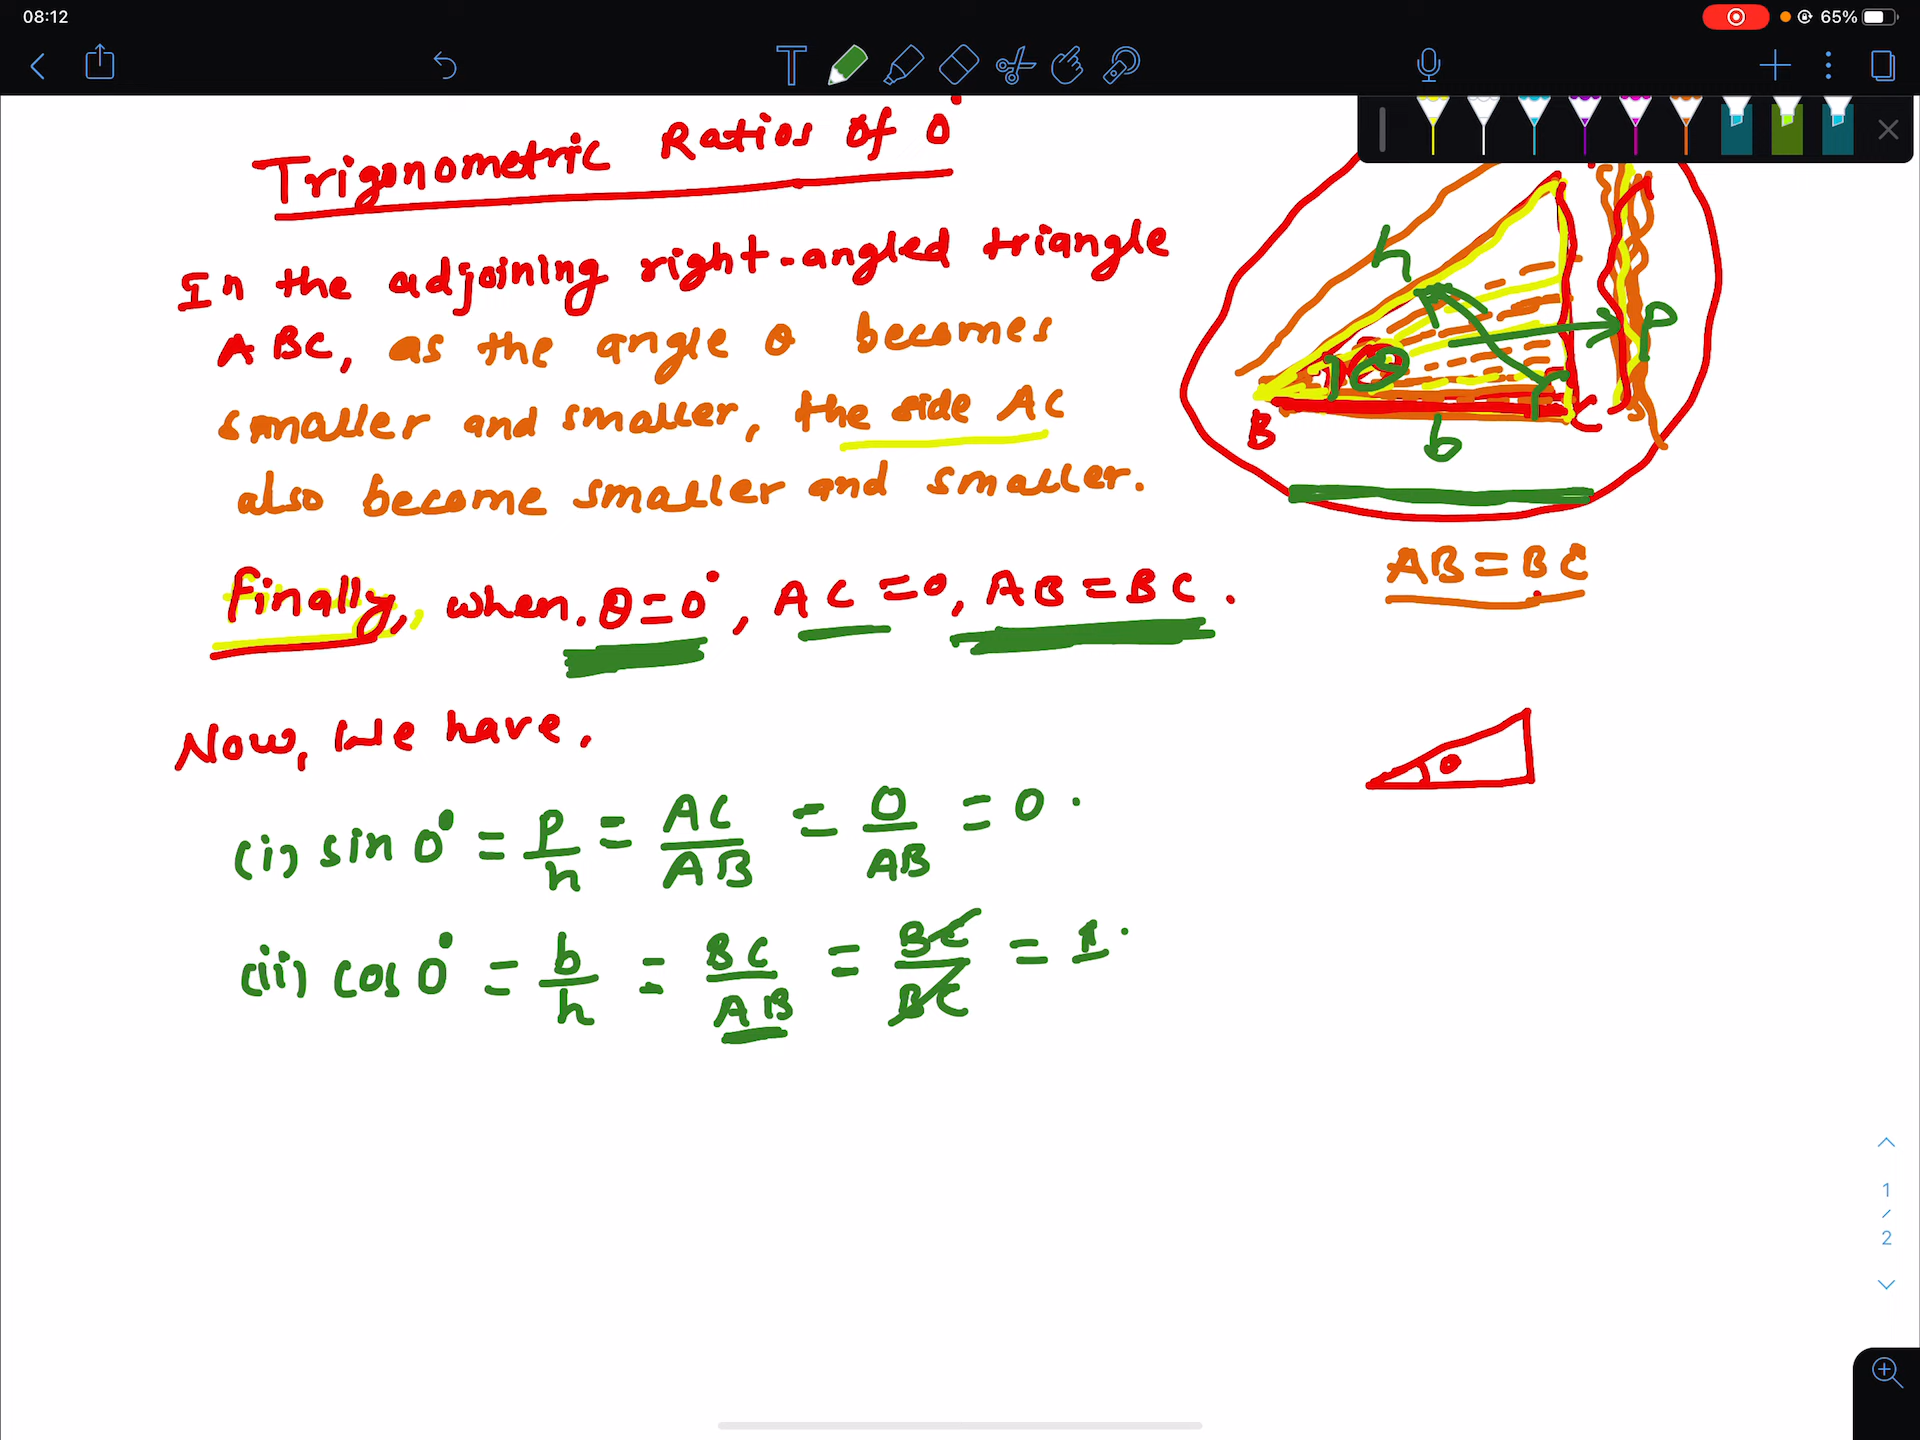 08:12
65%
T
Trigonometric Ratios of 0°
In the adjoining right-angled triangle
ABC, as the angle θ becomes
smaller and smaller, the side AC
also become smaller and smaller.
Finally, when. θ=0°, AC=0, AB=BC.
Now, We have,
(i) sin 0° = p/h = AC/AB = 0/AB = 0.
(ii) cos 0° = b/h = BC/AB = BC/BC = 1.
h
θ
p
B
b
C
AB=BC
θ
1
/
2